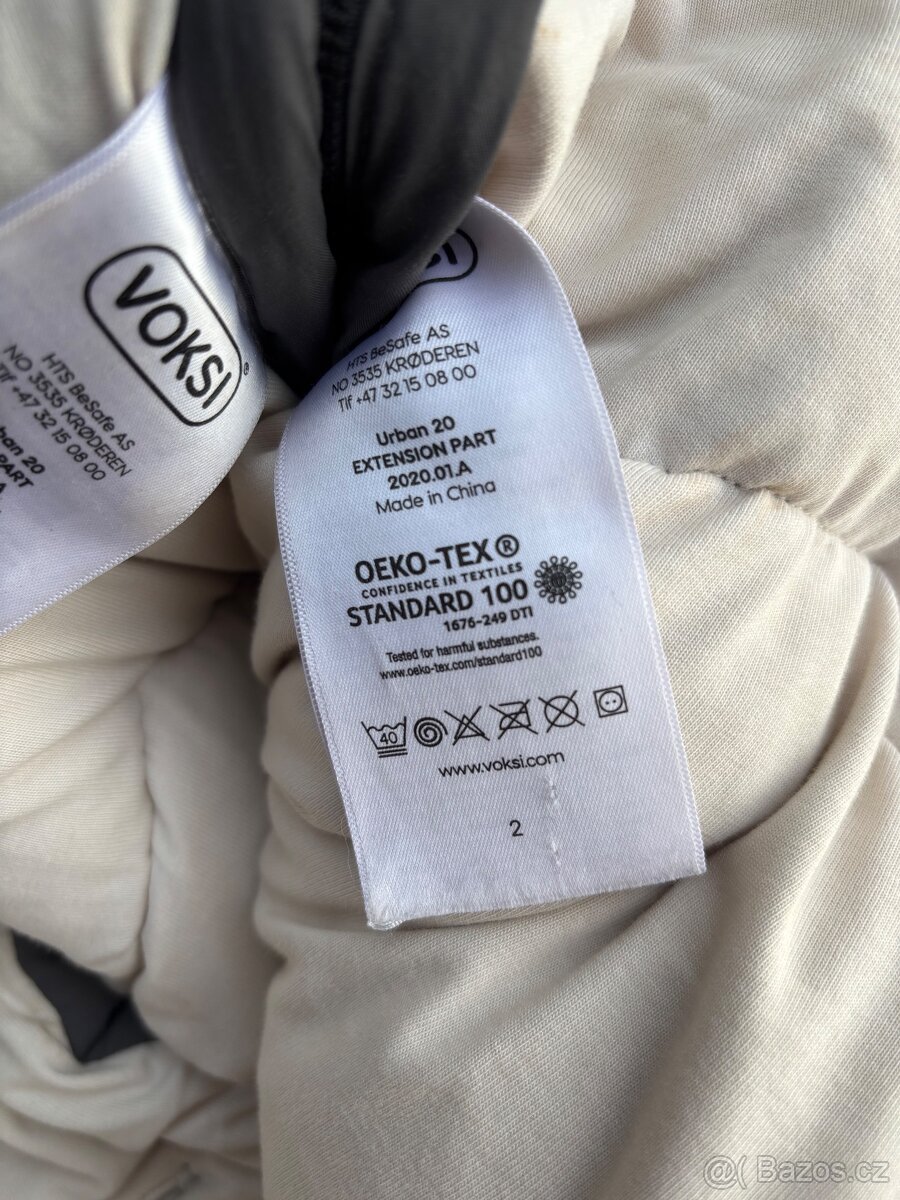 VOKSI®
HTS BeSafe AS
NO 3535 KRØDEREN
Tlf +47 32 15 08 00
Urban 20
PART
.A
SI
HTS BeSafe AS
NO 3535 KRØDEREN
Tlf +47 32 15 08 00
Urban 20
EXTENSION PART
2020.01.A
Made in China
OEKO-TEX®
CONFIDENCE IN TEXTILES
STANDARD 100
1676-249 DTI
Tested for harmful substances.
www.oeko-tex.com/standard100
40
www.voksi.com
2
@( Bazos.cz